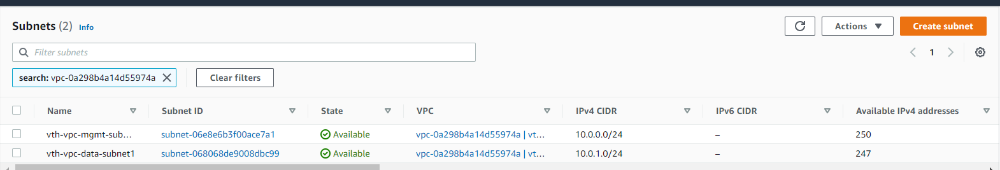 Subnets (2) Info
Actions
Create subnet
Filter subnets
1
search: vpc-0a298b4a14d55974a
Clear filters
Name Subnet ID State VPC IPv4 CIDR IPv6 CIDR Available IPv4 addresses
vth-vpc-mgmt-sub... subnet-06e8e6b3f00ace7a1 Available vpc-0a298b4a14d55974a | vt... 10.0.0.0/24 – 250
vth-vpc-data-subnet1 subnet-068068de9008dbc99 Available vpc-0a298b4a14d55974a | vt... 10.0.1.0/24 – 247